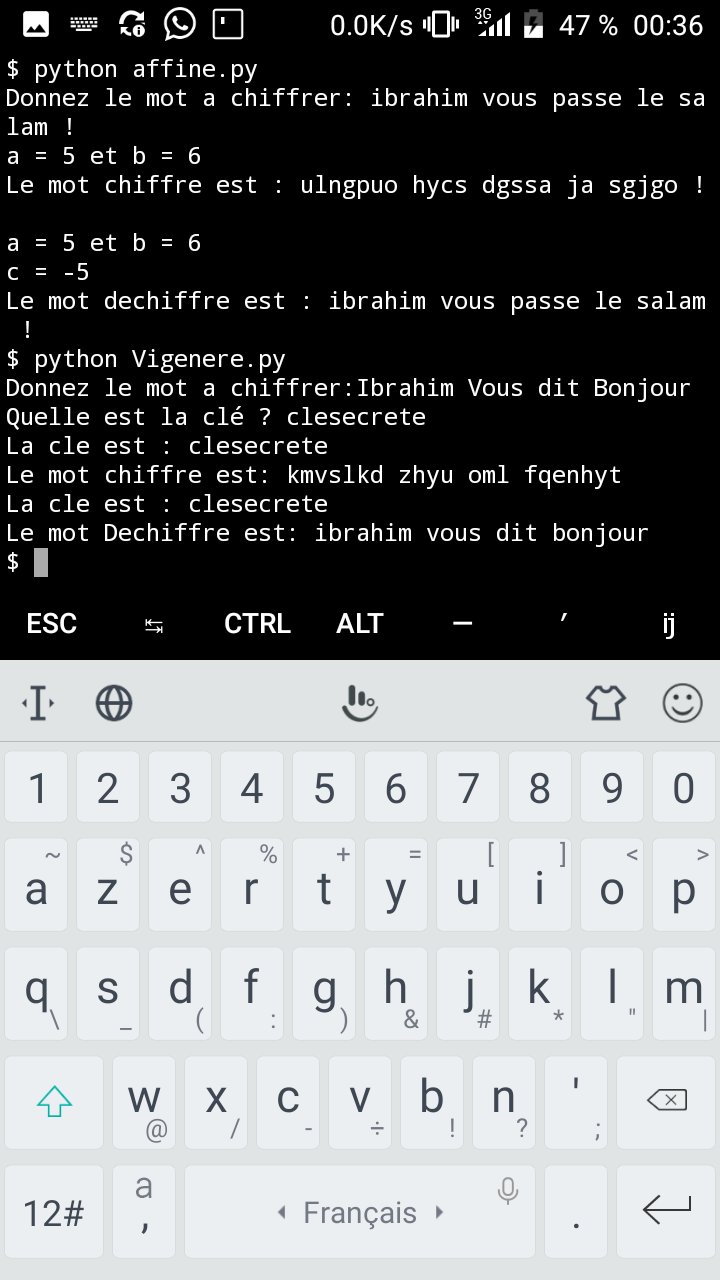 0.0K/s 3G 47 % 00:36
$ python affine.py
Donnez le mot a chiffrer: ibrahim vous passe le sa
lam !
a = 5 et b = 6
Le mot chiffre est : ulngpuo hycs dgssa ja sgjgo !
a = 5 et b = 6
c = -5
Le mot dechiffre est : ibrahim vous passe le salam
!
$ python Vigenere.py
Donnez le mot a chiffrer:Ibrahim Vous dit Bonjour
Quelle est la clé ? clesecrete
La cle est : clesecrete
Le mot chiffre est: kmvslkd zhyu oml fqenhyt
La cle est : clesecrete
Le mot Dechiffre est: ibrahim vous dit bonjour
$
ESC ↹ CTRL ALT — ′ ij
1 2 3 4 5 6 7 8 9 0
~ $ ^ % + = [ ] < >
a z e r t y u i o p
q s d f g h j k l m
\ _ ( : ) & # * " |
w x c v b n '
@ / - ÷ ! ? ;
12# a , Français .